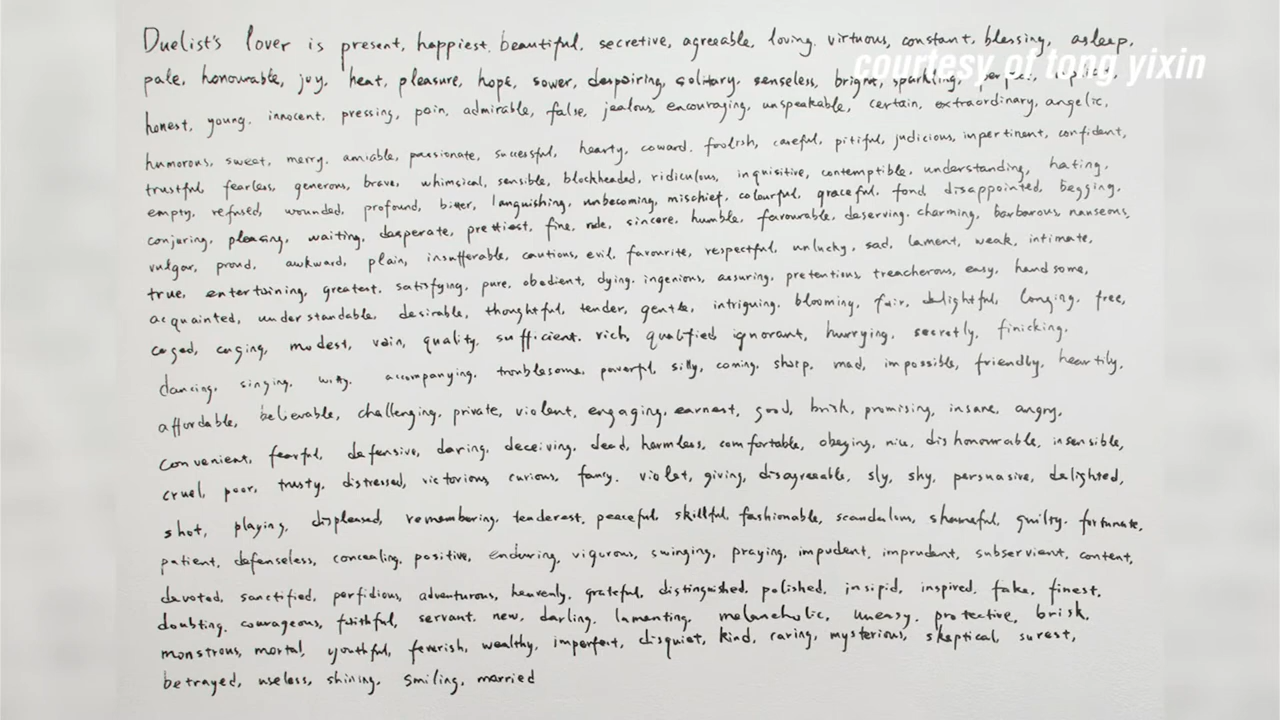 Duelist's lover is present, happiest. beautiful, secretive, agreeable, loving. virtuous, constant, blessing, asleep,
courtesy of tong yixin
pale, honourable, joy. heat, pleasure, hope, sower, despairing, solitary. senseless, bright, sparkling,
honest, young. innocent, pressing, pain, admirable, false, jealous, encouraging, unspeakable, certain, extraordinary, angelic,
humorous, sweet, merry. amiable, passionate, successful, hearty. coward. foolish, careful, pitiful, judicious, impertinent, confident,
trustful, fearless, generous, brave, whimsical, sensible, blockheaded, ridiculous, inquisitive, contemptible, understanding, hating,
empty, refused, wounded, profound, bitter, languishing, unbecoming, mischief, colourful, graceful, fond disappointed, begging,
conjuring, pleasing, waiting, desperate, prettiest, fine, rude, sincere, humble, favourable, deserving, charming, barbarous, nauseous,
vulgar, proud, awkward, plain, insufferable, cautious, evil, favourite, respectful, unlucky, sad, lament, weak, intimate,
true, entertaining, greatest, satisfying, pure, obedient, dying, ingenious, assuring, pretentious, treacherous, easy, handsome,
acquainted, understandable, desirable, thoughtful, tender, gentle, intriguing. blooming, fair, delightful, longing, free,
caged, caging, modest, vain, quality. sufficient. rich, qualified ignorant, hurrying, secretly, finicking,
dancing, singing, witty. accompanying, troublesome, powerful, silly, coming, sharp, mad, impossible, friendly, heartily,
affordable, believable, challenging, private, violent, engaging, earnest, good, brisk, promising, insane, angry,
convenient, fearful, defensive, daring, deceiving, dead, harmless, comfortable, obeging, nice, dishonourable, insensible,
cruel, poor, trusty, distressed, victorious, curious, fancy. violet, giving, disagreeable, sly, shy, persuasive, delighted,
shot, playing, displeased, remembering, tenderest, peaceful, skillful, fashionable, scandalous, shameful, guilty. fortunate,
patient, defenseless, concealing, positive, enduring, vigorous, swinging, praying, impudent, imprudent, subservient, content,
devoted, sanctified, perfidious, adventurous, heavenly. grateful, distinguished. polished, insipid, inspired, fake, finest,
doubting. courageous, faithful, servant. new, darling. lamenting, melancholic, uneasy. protective, brisk,
monstrous, mortal, youthful, feverish, wealthy, imperfect, disquiet, kind, caring, mysterious, skeptical, surest,
betrayed, useless, shining, smiling, married